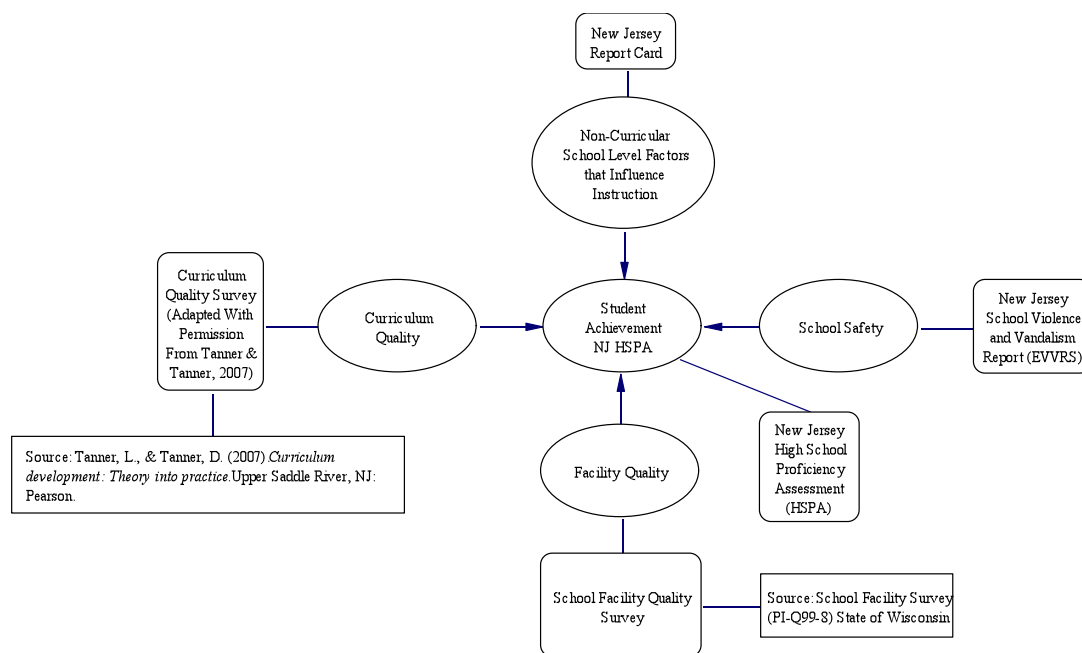 New Jersey
Report Card
Non-Curricular
School Level Factors
that Influence
Instruction
Curriculum
Quality Survey
(Adapted With
Permission
From Tanner &
Tanner, 2007)
Curriculum
Quality
Student
Achievement
NJ HSPA
School Safety
New Jersey
School Violence
and Vandalism
Report (EVVRS)
Source: Tanner, L., & Tanner, D. (2007).Curriculum
development: Theory into practice.Upper Saddle River, NJ:
Pearson.
Facility Quality
New Jersey
High School
Proficiency
Assessment
(HSPA)
School Facility Quality
Survey
Source: School Facility Survey
(PI-Q99-8) State of Wisconsin